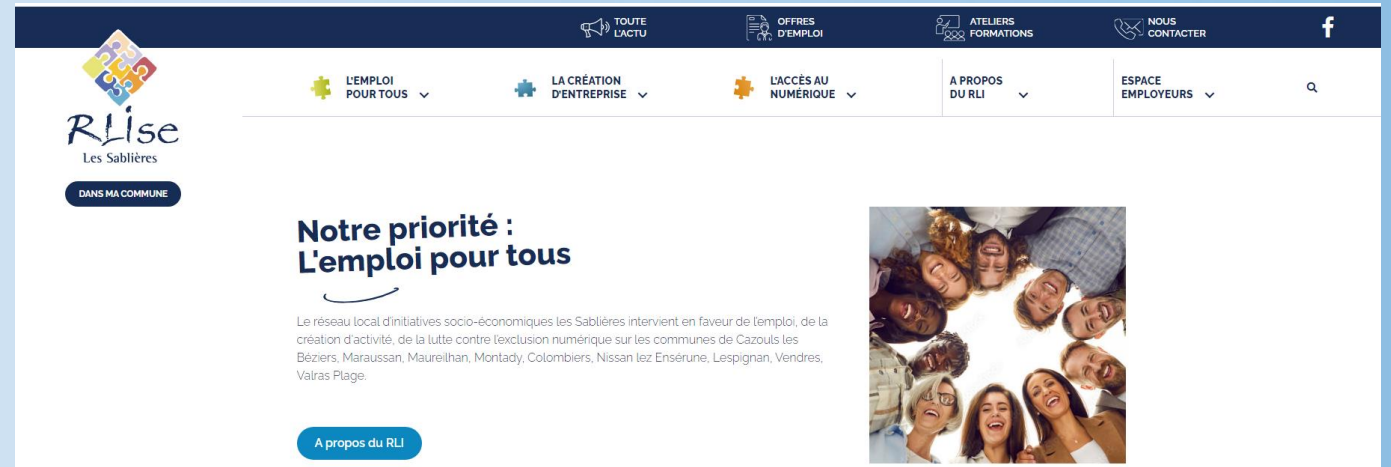 TOUTE
L'ACTU
OFFRES
D'EMPLOI
ATELIERS
FORMATIONS
NOUS
CONTACTER
RLISE
Les Sablières
DANS MA COMMUNE
L'EMPLOI
POUR TOUS
LA CRÉATION
D'ENTREPRISE
L'ACCÈS AU
NUMÉRIQUE
A PROPOS
DU RLI
ESPACE
EMPLOYEURS
Notre priorité :
L'emploi pour tous
Le réseau local d'initiatives socio-économiques les Sablières intervient en faveur de l'emploi, de la
création d'activité, de la lutte contre l'exclusion numérique sur les communes de Cazouls les
Béziers, Maraussan, Maureilhan, Montady, Colombiers, Nissan lez Ensérune, Lespignan, Vendres,
Valras Plage.
A propos du RLI